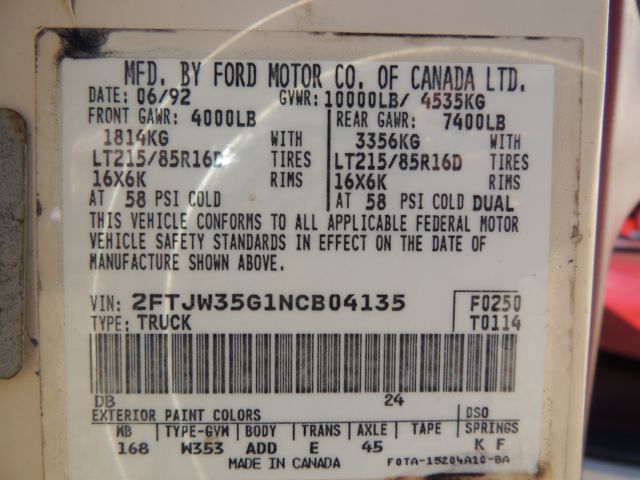 MFD. BY FORD MOTOR CO. OF CANADA LTD.
DATE: 06/92 GVWR: 10000LB/ 4535KG
FRONT GAWR: 4000LB REAR GAWR: 7400LB
1814KG WITH 3356KG WITH
LT215/85R16D TIRES LT215/85R16D TIRES
16X6K RIMS 16X6K RIMS
AT 58 PSI COLD AT 58 PSI COLD DUAL
THIS VEHICLE CONFORMS TO ALL APPLICABLE FEDERAL MOTOR
VEHICLE SAFETY STANDARDS IN EFFECT ON THE DATE OF
MANUFACTURE SHOWN ABOVE.
VIN: 2FTJW35G1NCB04135 F0250
TYPE: TRUCK T0114
DB 24
EXTERIOR PAINT COLORS DSO
WB TYPE-GVM BODY TRANS AXLE TAPE SPRINGS
168 W353 ADD E 45 K F
MADE IN CANADA F0TA-15204A10-BA